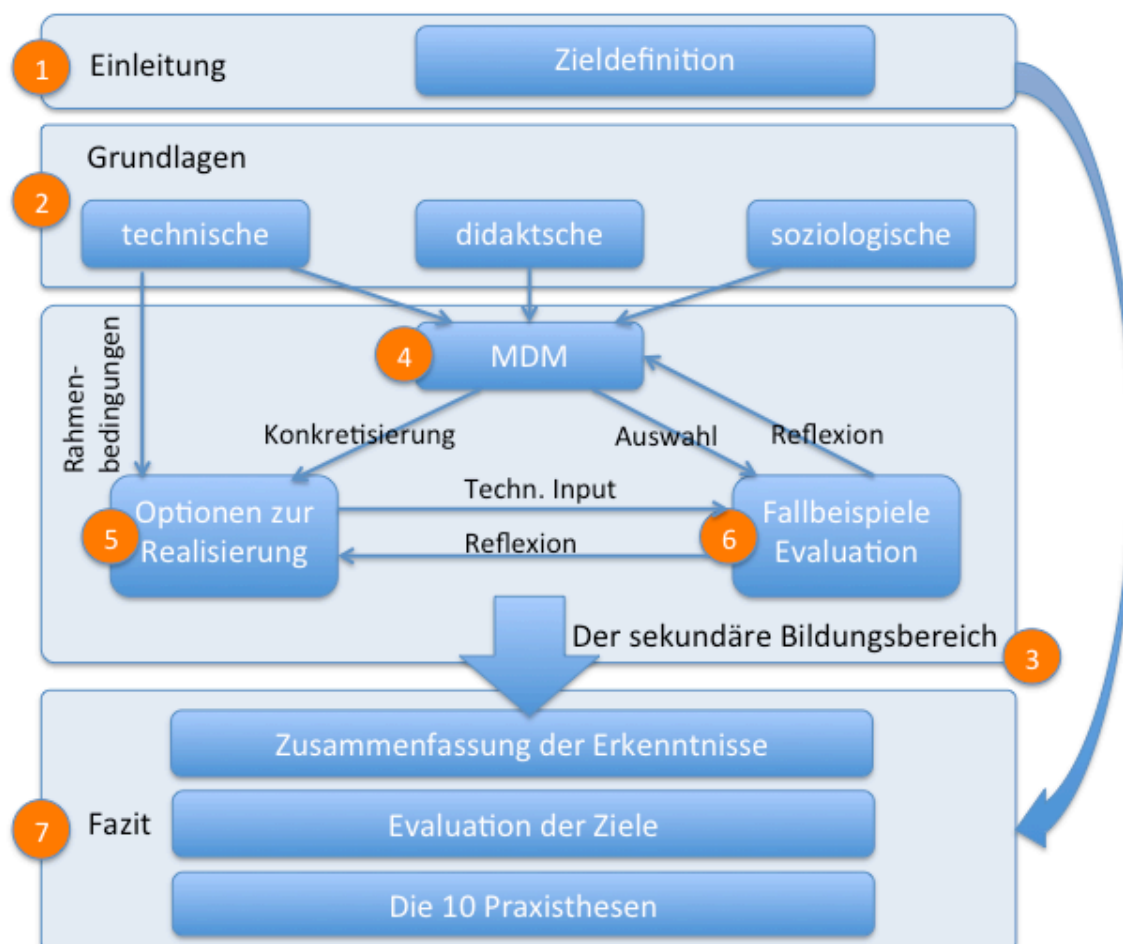 1 Einleitung Zieldefinition
Grundlagen
2
technische didaktsche soziologische
4 MDM
Rahmen-
bedingungen
Konkretisierung Auswahl Reflexion
5 Optionen zur
Realisierung
Techn. Input
Reflexion
6 Fallbeispiele
Evaluation
Der sekundäre Bildungsbereich
3
Zusammenfassung der Erkenntnisse
7 Fazit Evaluation der Ziele
Die 10 Praxisthesen